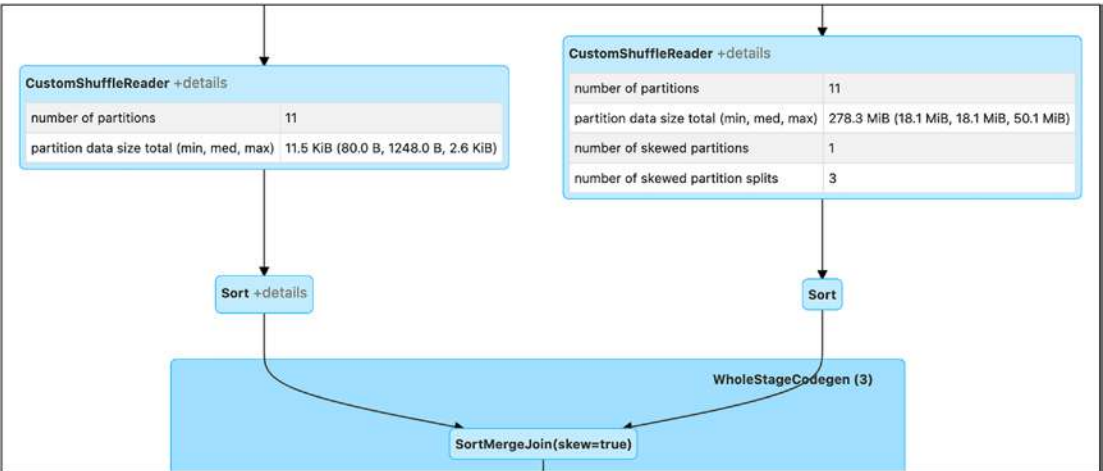 CustomShuffleReader +details
number of partitions 11
partition data size total (min, med, max) 11.5 KiB (80.0 B, 1248.0 B, 2.6 KiB)
CustomShuffleReader +details
number of partitions 11
partition data size total (min, med, max) 278.3 MiB (18.1 MiB, 18.1 MiB, 50.1 MiB)
number of skewed partitions 1
number of skewed partition splits 3
Sort +details
Sort
WholeStageCodegen (3)
SortMergeJoin(skew=true)